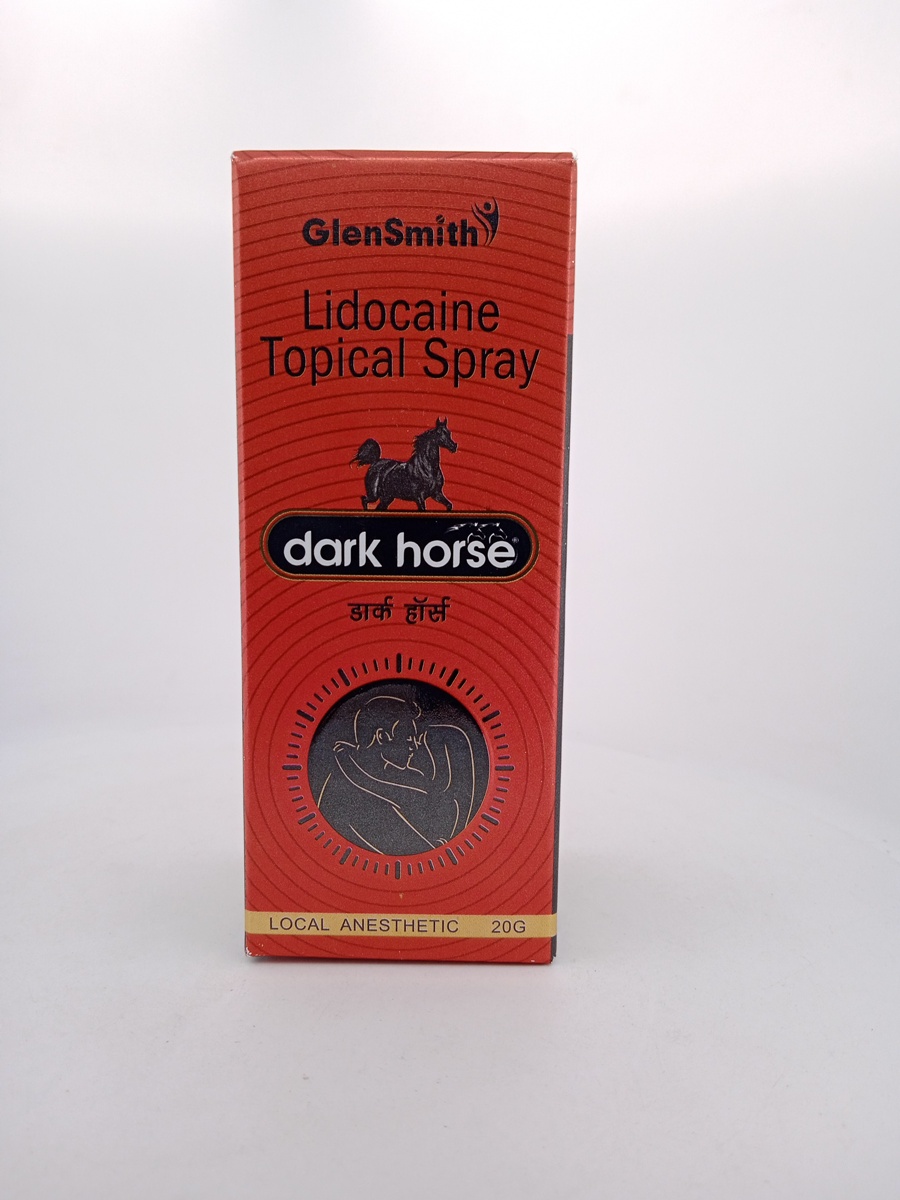 GlenSmith
Lidocaine
Topical Spray
dark horse®
डार्क हॉर्स
LOCAL ANESTHETIC 20G